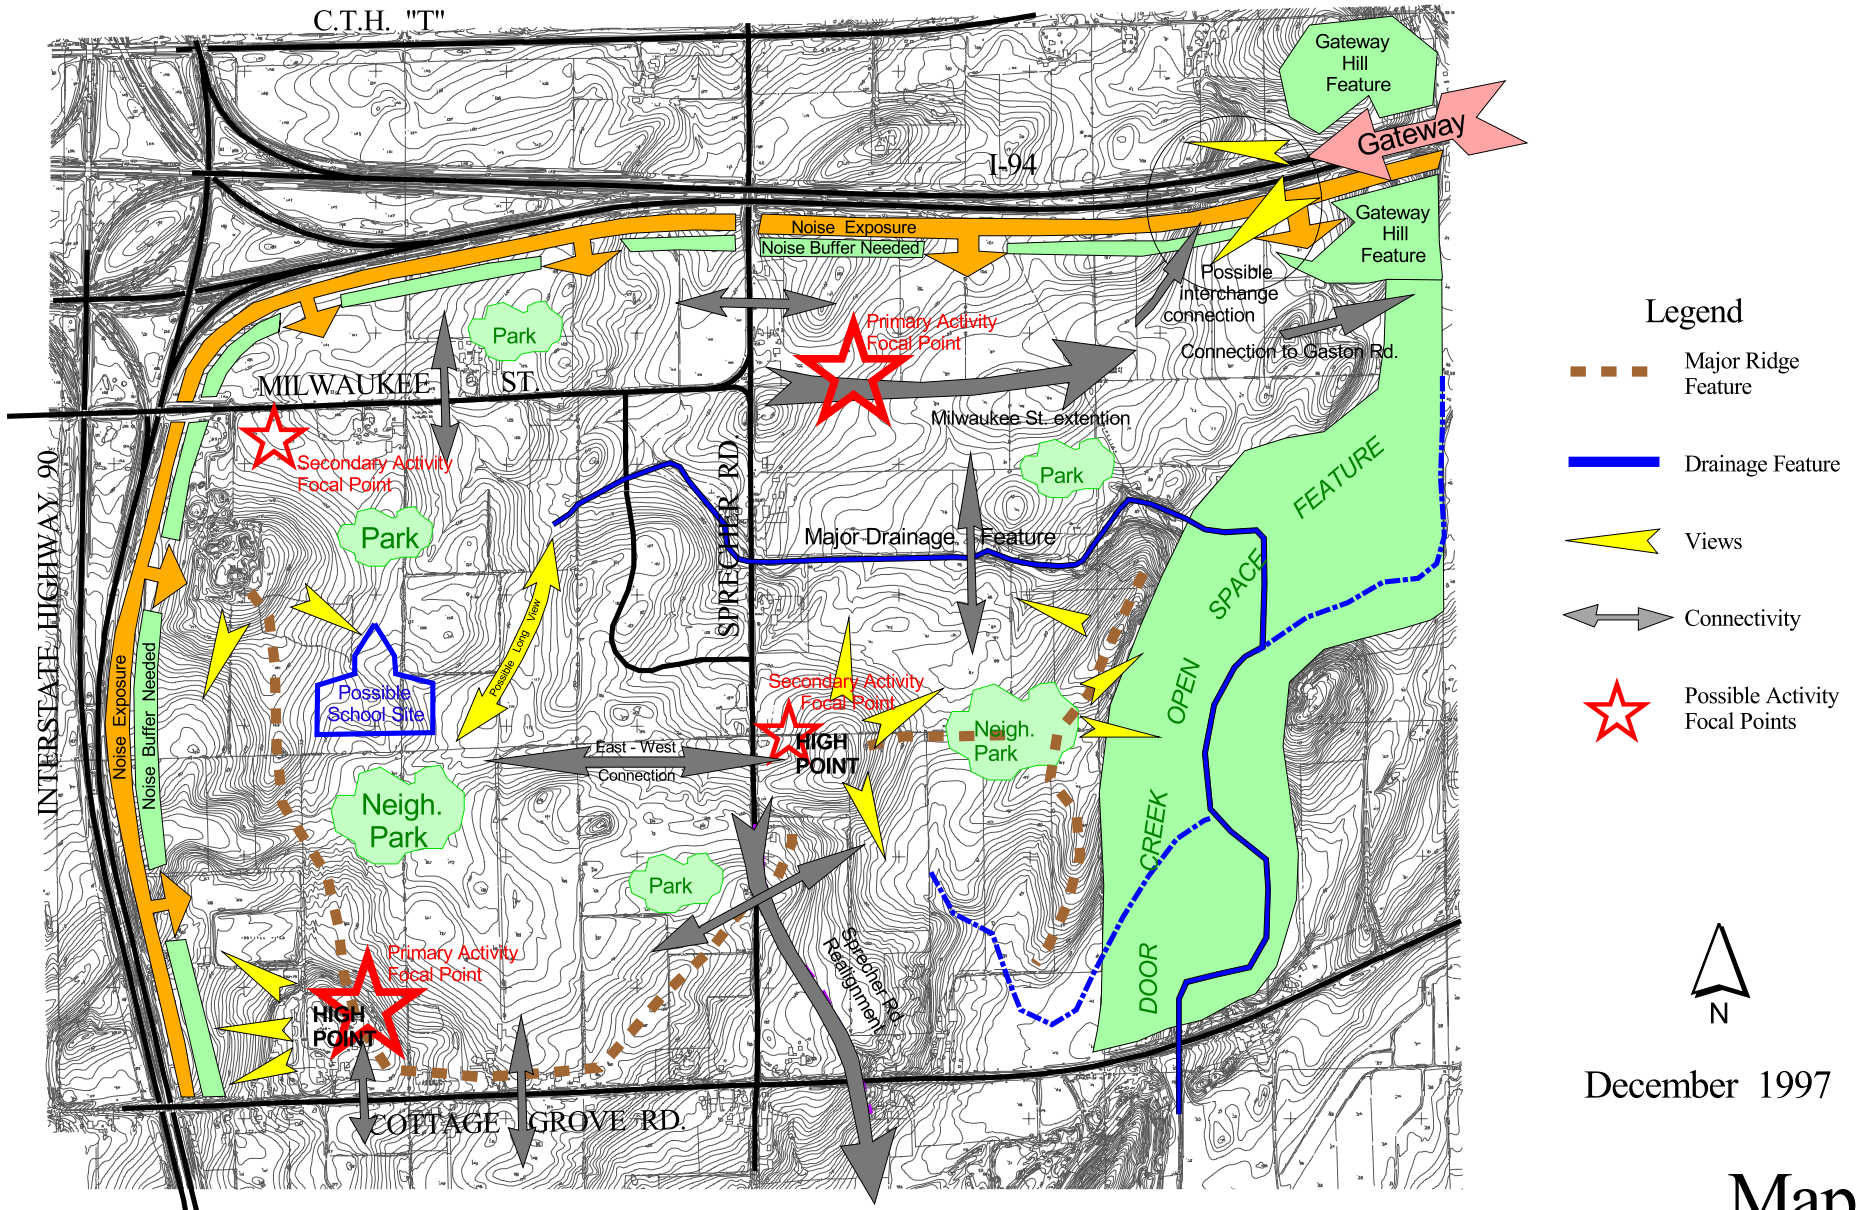 C.T.H. "T"
Gateway
Hill
Feature
Gateway
I-94
Noise Exposure
Noise Buffer Needed
Gateway
Hill
Feature
Possible
interchange
connection
Connection to Gaston Rd.
Park
Primary Activity
Focal Point
MILWAUKEE ST.
Milwaukee St. extention
Secondary Activity
Focal Point
Park
Park
SPRECHER RD.
Major Drainage Feature
INTERSTATE HIGHWAY 90
Noise Exposure
Noise Buffer Needed
Possible Long View
Possible
School Site
Secondary Activity
Focal Point
HIGH
POINT
Neigh.
Park
East - West
Connection
Neigh.
Park
Park
DOOR CREEK OPEN SPACE FEATURE
Sprecher Rd
Realignment
Primary Activity
Focal Point
HIGH
POINT
COTTAGE GROVE RD.
Legend
Major Ridge
Feature
Drainage Feature
Views
Connectivity
Possible Activity
Focal Points
N
December 1997
Map